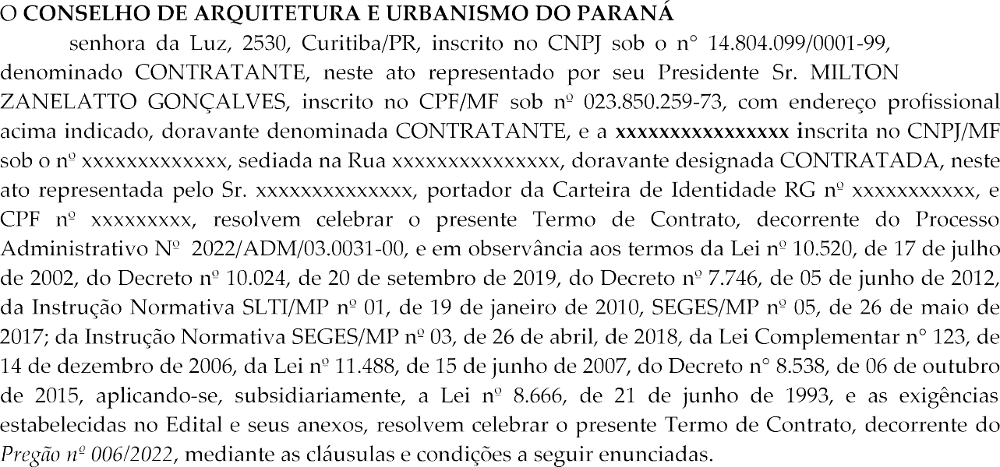 O CONSELHO DE ARQUITETURA E URBANISMO DO PARANÁ
senhora da Luz, 2530, Curitiba/PR, inscrito no CNPJ sob o n° 14.804.099/0001-99,
denominado CONTRATANTE, neste ato representado por seu Presidente Sr. MILTON
ZANELATTO GONÇALVES, inscrito no CPF/MF sob nº 023.850.259-73, com endereço profissional
acima indicado, doravante denominada CONTRATANTE, e a xxxxxxxxxxxxxxxx inscrita no CNPJ/MF
sob o nº xxxxxxxxxxxxx, sediada na Rua xxxxxxxxxxxxxxx, doravante designada CONTRATADA, neste
ato representada pelo Sr. xxxxxxxxxxxxxx, portador da Carteira de Identidade RG nº xxxxxxxxxxx, e
CPF nº xxxxxxxxx, resolvem celebrar o presente Termo de Contrato, decorrente do Processo
Administrativo Nº 2022/ADM/03.0031-00, e em observância aos termos da Lei nº 10.520, de 17 de julho
de 2002, do Decreto nº 10.024, de 20 de setembro de 2019, do Decreto nº 7.746, de 05 de junho de 2012,
da Instrução Normativa SLTI/MP nº 01, de 19 de janeiro de 2010, SEGES/MP nº 05, de 26 de maio de
2017; da Instrução Normativa SEGES/MP nº 03, de 26 de abril, de 2018, da Lei Complementar n° 123, de
14 de dezembro de 2006, da Lei nº 11.488, de 15 de junho de 2007, do Decreto n° 8.538, de 06 de outubro
de 2015, aplicando-se, subsidiariamente, a Lei nº 8.666, de 21 de junho de 1993, e as exigências
estabelecidas no Edital e seus anexos, resolvem celebrar o presente Termo de Contrato, decorrente do
Pregão nº 006/2022, mediante as cláusulas e condições a seguir enunciadas.